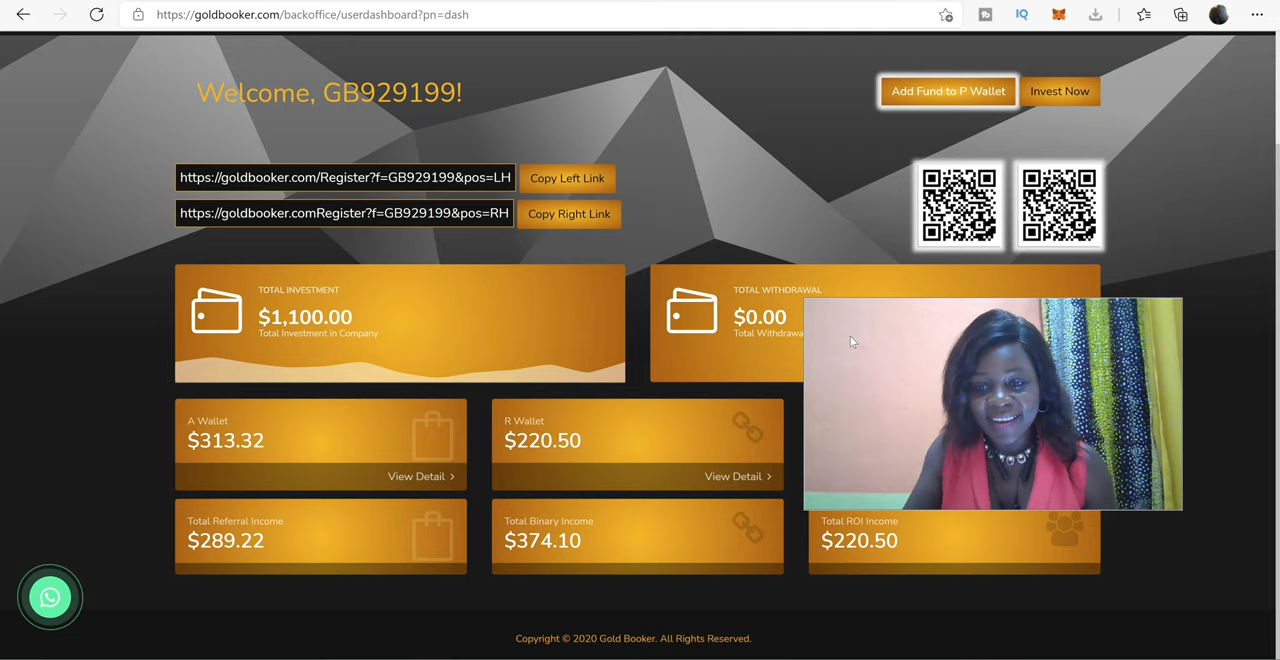 https://goldbooker.com/backoffice/userdashboard?pn=dash
IQ
Welcome, GB929199!
Add Fund to P Wallet
Invest Now
https://goldbooker.com/Register?f=GB929199&pos=LH
Copy Left Link
https://goldbooker.comRegister?f=GB929199&pos=RH
Copy Right Link
TOTAL INVESTMENT
$1,100.00
Total Investment in Company
TOTAL WITHDRAWAL
$0.00
Total Withdrawa
A Wallet
$313.32
View Detail
R Wallet
$220.50
View Detail
Total Referral Income
$289.22
Total Binary Income
$374.10
Total ROI Income
$220.50
Copyright © 2020 Gold Booker. All Rights Reserved.